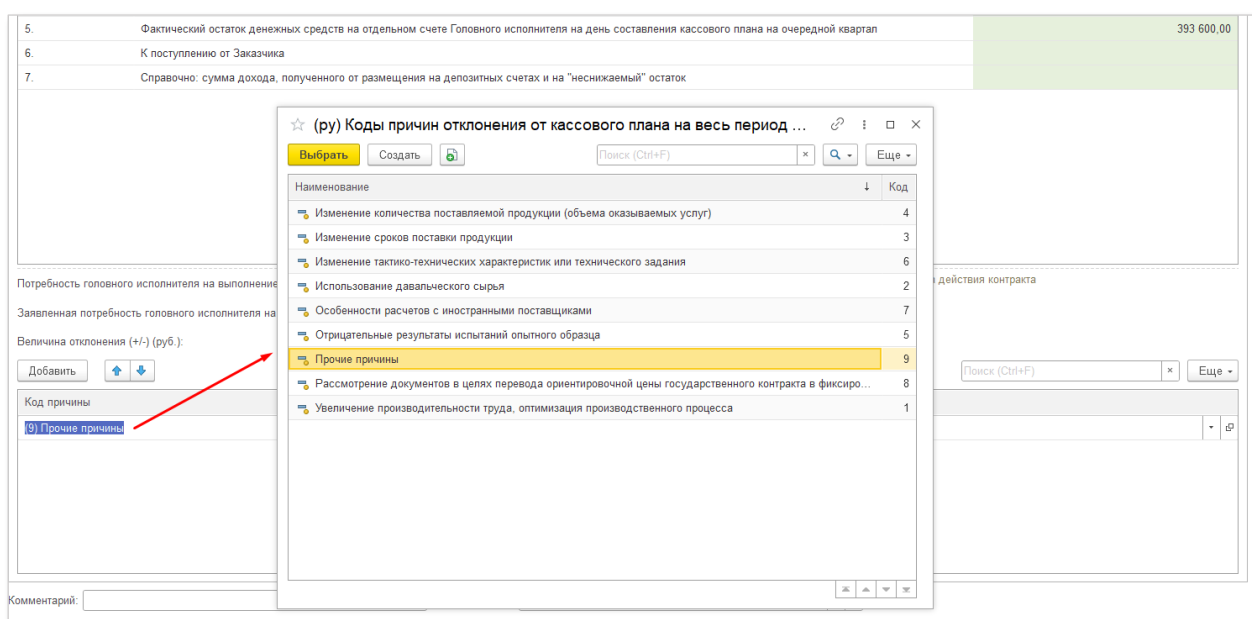 5. Фактический остаток денежных средств на отдельном счете Головного исполнителя на день составления кассового плана на очередной квартал 393 600,00
6. К поступлению от Заказчика
7. Справочно: сумма дохода, полученного от размещения на депозитных счетах и на "неснижаемый" остаток
(ру) Коды причин отклонения от кассового плана на весь период ...
Выбрать Создать Поиск (Ctrl+F) × Еще
Наименование ↓ Код
Изменение количества поставляемой продукции (объема оказываемых услуг) 4
Изменение сроков поставки продукции 3
Изменение тактико-технических характеристик или технического задания 6
Использование давальческого сырья 2
Особенности расчетов с иностранными поставщиками 7
Отрицательные результаты испытаний опытного образца 5
Прочие причины 9
Рассмотрение документов в целях перевода ориентировочной цены государственного контракта в фиксиро... 8
Увеличение производительности труда, оптимизация производственного процесса 1
Потребность головного исполнителя на выполнение
действия контракта
Заявленная потребность головного исполнителя на
Величина отклонения (+/-) (руб.):
Добавить Поиск (Ctrl+F) × Еще
Код причины
(9) Прочие причины
Комментарий: